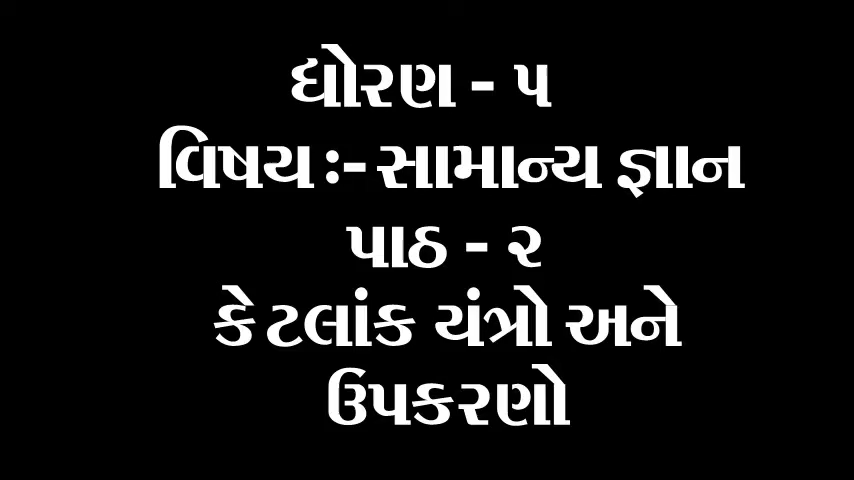 ધોરણ - ૫
વિષય :- સામાન્ય જ્ઞાન
પાઠ - ૨
કેટલાંક યંત્રો અને
ઉપકરણો